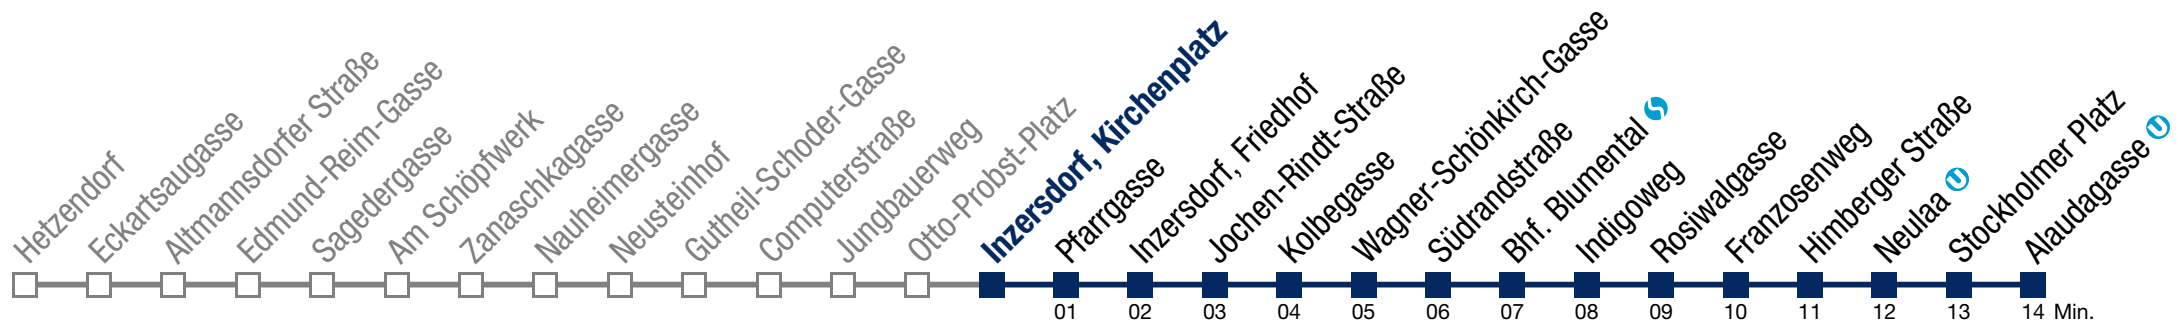 Hetzendorf
Eckartsaugasse
Altmannsdorfer Straße
Edmund-Reim-Gasse
Sagedergasse
Am Schöpfwerk
Zanaschkagasse
Nauheimergasse
Neusteinhof
Gutheil-Schoder-Gasse
Computerstraße
Jungbauerweg
Otto-Probst-Platz
Inzersdorf, Kirchenplatz
Pfarrgasse
Inzersdorf, Friedhof
Jochen-Rindt-Straße
Kolbegasse
Wagner-Schönkirch-Gasse
Südrandstraße
Bhf. Blumental S
Indigoweg
Rosiwalgasse
Franzosenweg
Himberger Straße
Neulaa U
Stockholmer Platz
Alaudagasse U
01 02 03 04 05 06 07 08 09 10 11 12 13 14 Min.